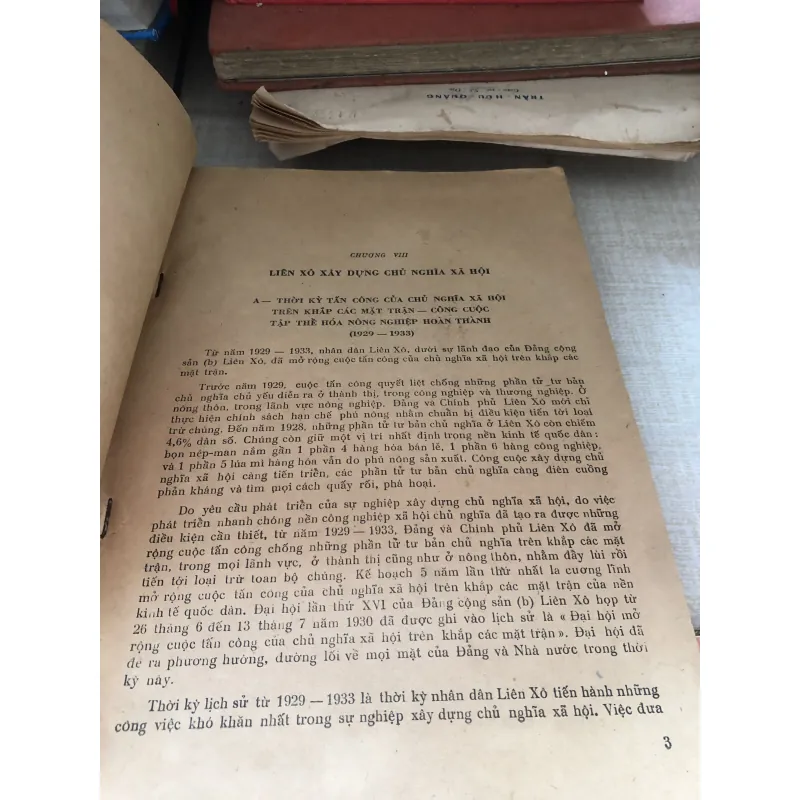 TRẦN HỮU QUẢNG
CHƯƠNG VIII
LIÊN XÔ XÂY DỰNG CHỦ NGHĨA XÃ HỘI
A — THỜI KỲ TẤN CÔNG CỦA CHỦ NGHĨA XÃ HỘI
TRÊN KHẮP CÁC MẶT TRẬN — CÔNG CUỘC
TẬP THỂ HÓA NÔNG NGHIỆP HOÀN THÀNH
(1929 — 1933)
Từ năm 1929 — 1933, nhân dân Liên Xô, dưới sự lãnh đạo của Đảng cộng
sản (b) Liên Xô, đã mở rộng cuộc tấn công của chủ nghĩa xã hội trên khắp các
mặt trận.
Trước năm 1929, cuộc tấn công quyết liệt chống những phần tử tư bản
chủ nghĩa chủ yếu diễn ra ở thành thị, trong công nghiệp và thương nghiệp. Ở
nông thôn, trong lãnh vực nông nghiệp. Đảng và Chính phủ Liên Xô mới chỉ
thực hiện chính sách hạn chế phú nông nhằm chuẩn bị điều kiện tiến tới loại
trừ chúng. Đến năm 1928, những phần tử tư bản chủ nghĩa ở Liên Xô còn chiếm
4,6% dân số. Chúng còn giữ một vị trí nhất định trong nền kinh tế quốc dân:
bọn nép-man nắm gần 1 phần 4 hàng hóa bán lẻ, 1 phần 6 hàng công nghiệp,
và 1 phần 5 lúa mì hàng hóa vẫn do phú nông sản xuất. Công cuộc xây dựng chủ
nghĩa xã hội càng tiến triển, các phần tử tư bản chủ nghĩa càng điên cuồng
phản kháng và tìm mọi cách quấy rối, phá hoại.
Do yêu cầu phát triển của sự nghiệp xây dựng chủ nghĩa xã hội, do việc
phát triển nhanh chóng nền công nghiệp xã hội chủ nghĩa đã tạo ra được những
điều kiện cần thiết, từ năm 1929 — 1933, Đảng và Chính phủ Liên Xô đã mở
rộng cuộc tấn công chống những phần tử tư bản chủ nghĩa trên khắp các mặt
trận, trong mọi lãnh vực, ở thành thị cũng như ở nông thôn, nhằm đẩy lùi rồi
tiến tới loại trừ toàn bộ chúng. Kế hoạch 5 năm lần thứ nhất là cương lĩnh
mở rộng cuộc tấn công của chủ nghĩa xã hội trên khắp các mặt trận của nền
kinh tế quốc dân. Đại hội lần thứ XVI của Đảng cộng sản (b) Liên Xô họp từ
26 tháng 6 đến 13 tháng 7 năm 1930 đã được ghi vào lịch sử là « Đại hội mở
rộng cuộc tấn công của chủ nghĩa xã hội trên khắp các mặt trận ». Đại hội đã
đề ra phương hướng, đường lối về mọi mặt của Đảng và Nhà nước trong thời
kỳ này.
Thời kỳ lịch sử từ 1929 — 1933 là thời kỳ nhân dân Liên Xô tiến hành những
công việc khó khăn nhất trong sự nghiệp xây dựng chủ nghĩa xã hội. Việc đưa
3